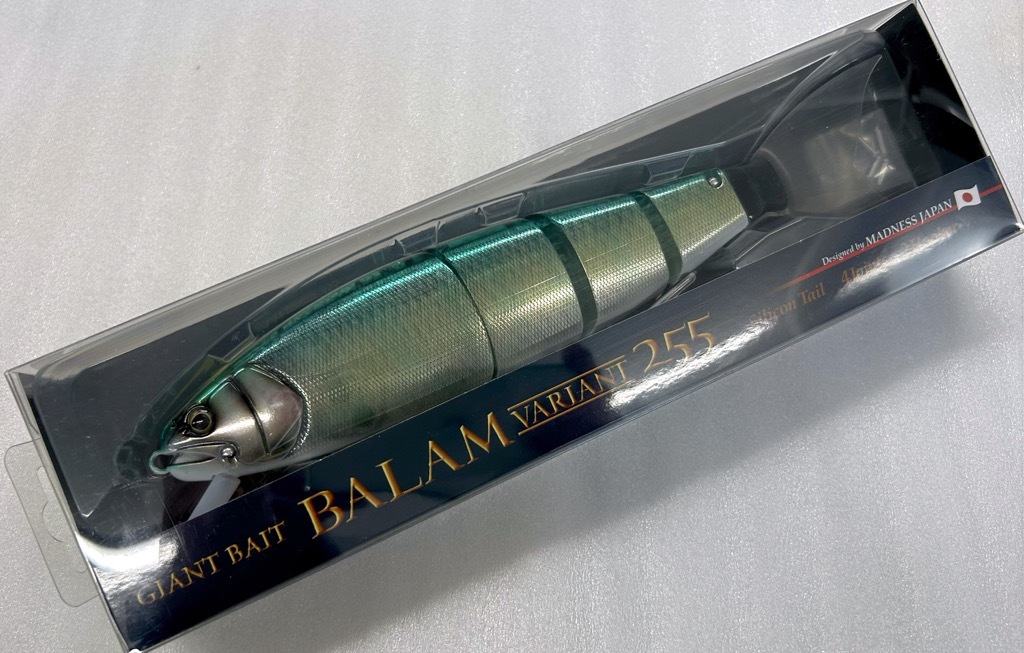 GIANT BAIT BALAM VARIANT 255
Silicon Tail
Designed by MADNESS JAPAN